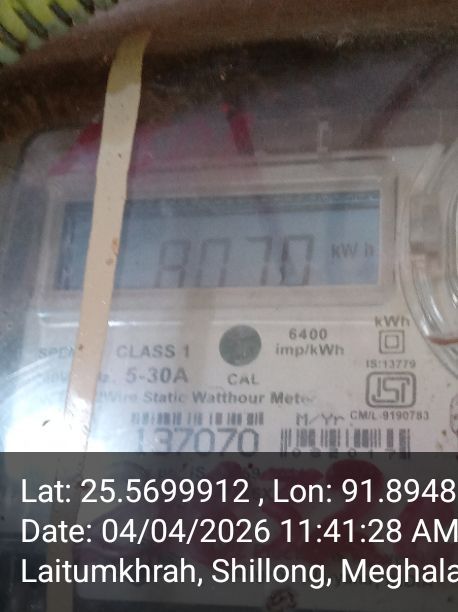 8070 kWh
6400
imp/kWh
kWh
CLASS 1
IS:13779
5-30A
CAL
Wire Static Watthour Meter
M/Yr
CM/L-9190783
137070
Lat: 25.5699912 , Lon: 91.8948
Date: 04/04/2026 11:41:28 AM
Laitumkhrah, Shillong, Meghala